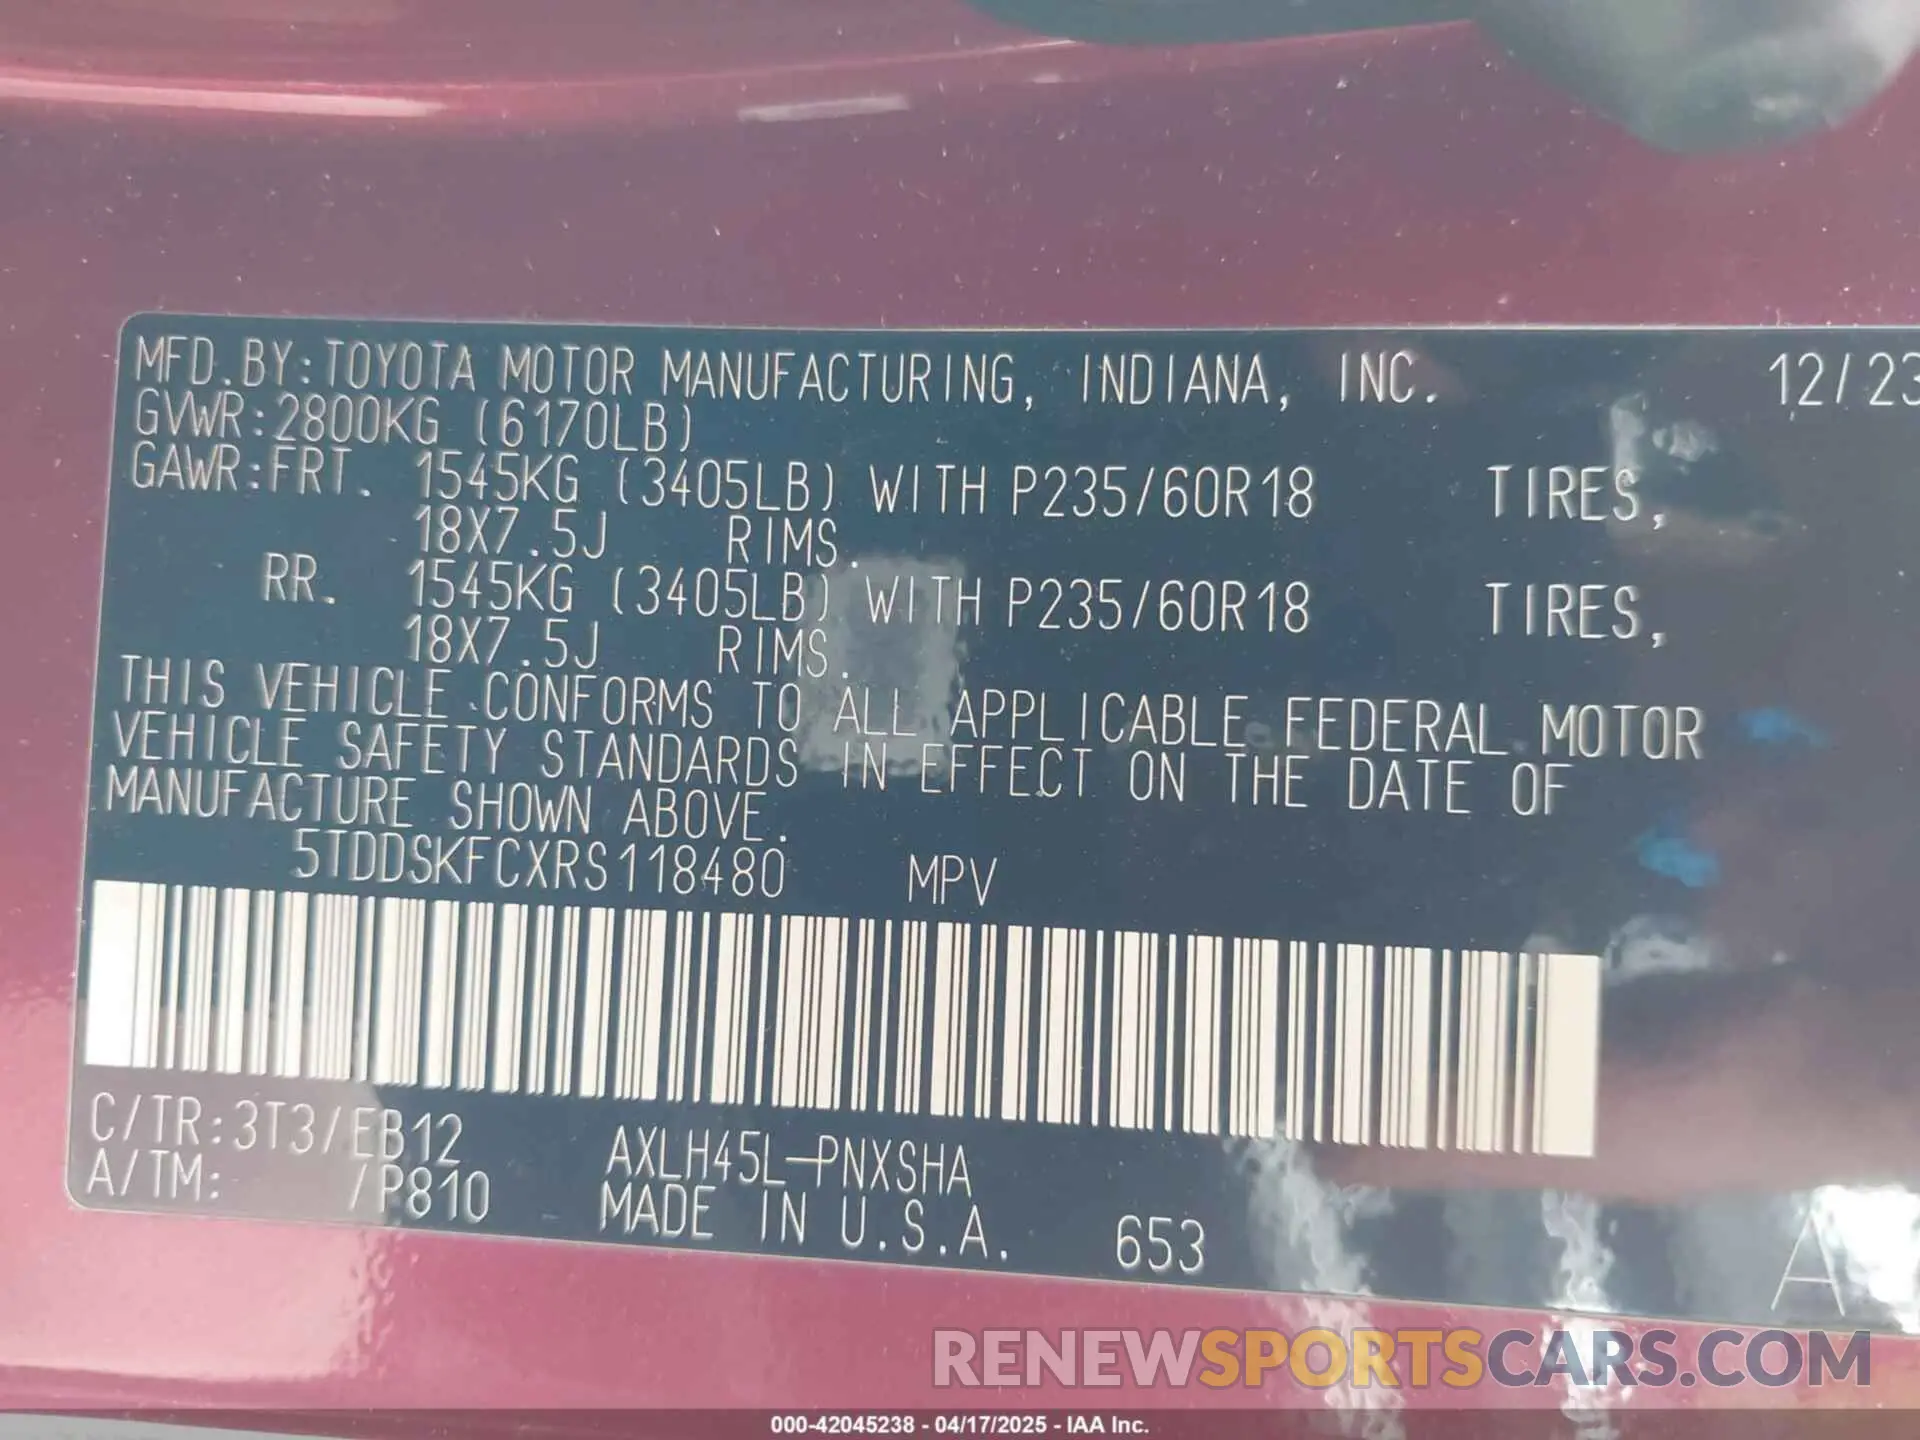 MFD.BY:TOYOTA MOTOR MANUFACTURING, INDIANA, INC. 12/23
GVWR:2800KG (6170LB)
GAWR:FRT. 1545KG (3405LB) WITH P235/60R18 TIRES,
18X7.5J RIMS.
RR. 1545KG (3405LB) WITH P235/60R18 TIRES,
18X7.5J RIMS.
THIS VEHICLE CONFORMS TO ALL APPLICABLE FEDERAL MOTOR
VEHICLE SAFETY STANDARDS IN EFFECT ON THE DATE OF
MANUFACTURE SHOWN ABOVE.
5TDDSKFCXRS118480 MPV
C/TR:3T3/EB12 AXLH45L-PNXSHA
A/TM: /P810 MADE IN U.S.A. 653
A
RENEWSPORTSCARS.COM
000-42045238 - 04/17/2025 - IAA Inc.